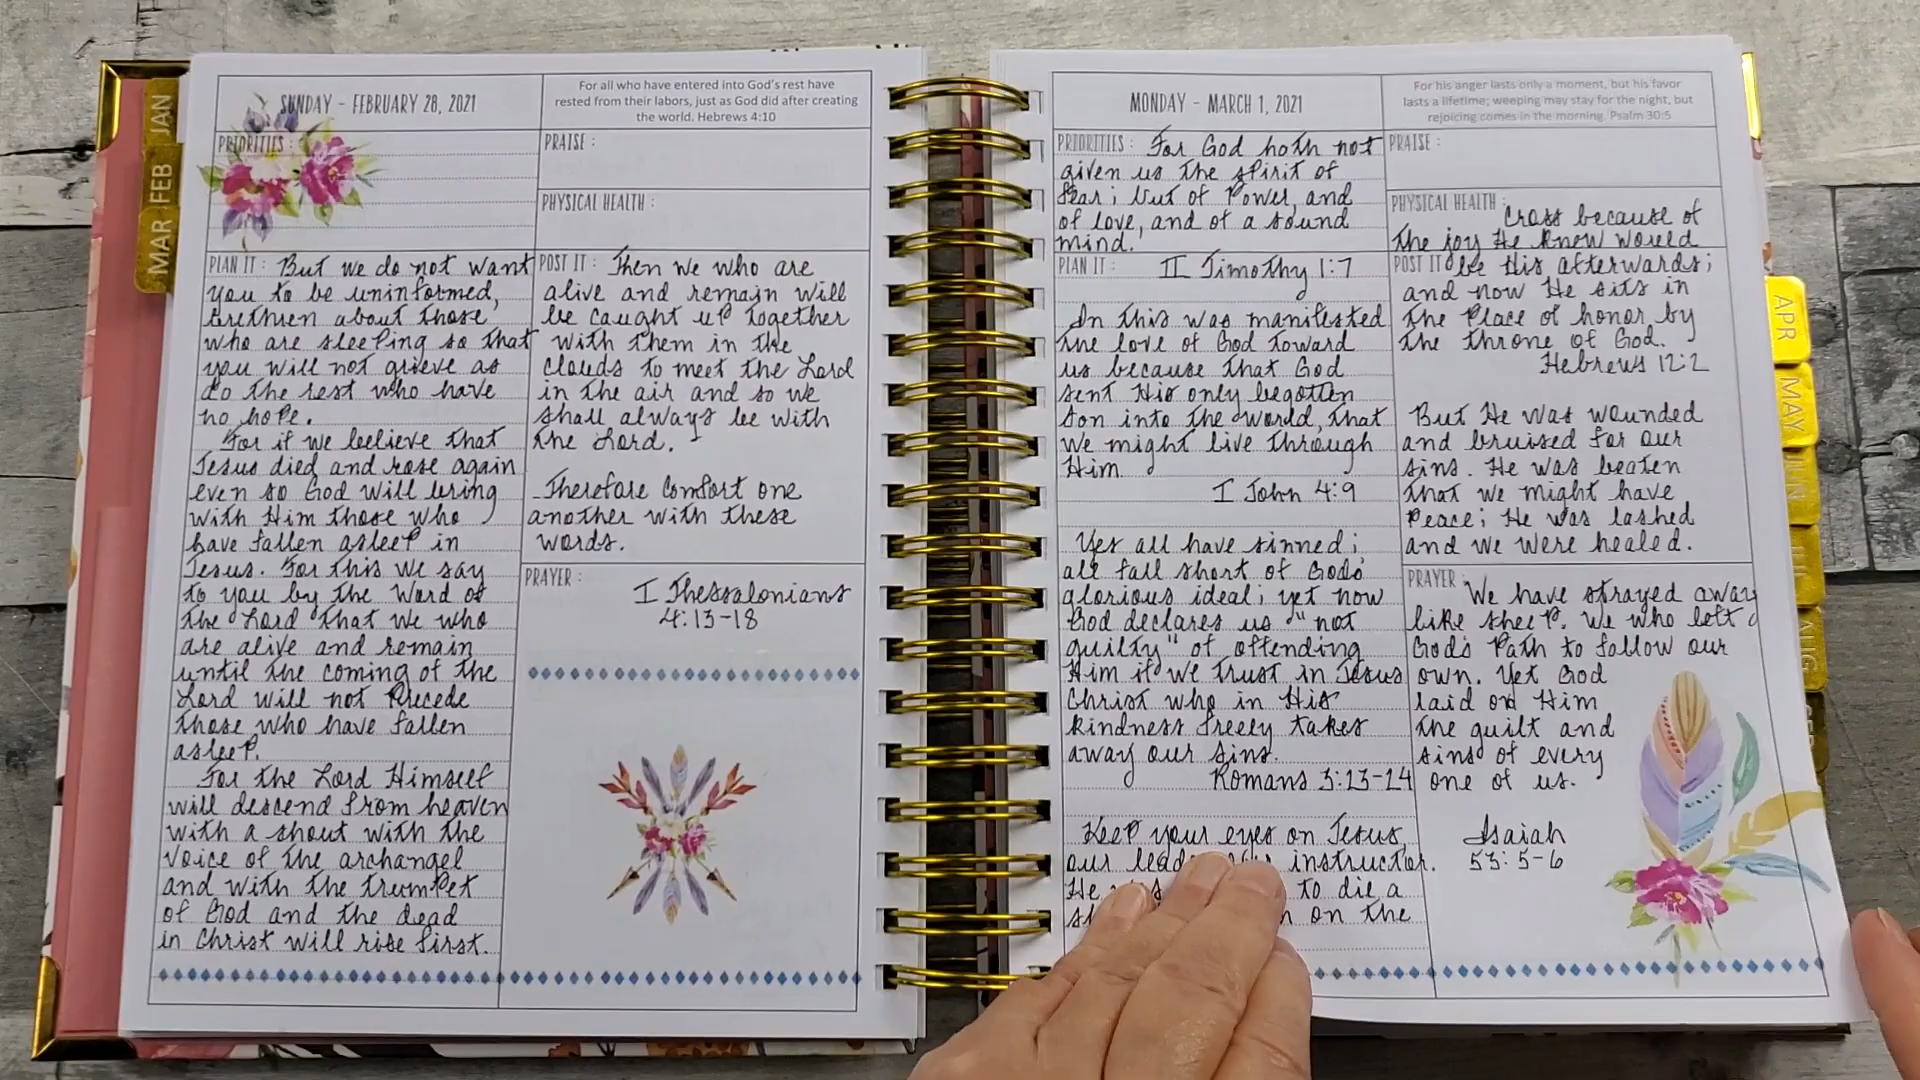 JAN
FEB
MAR
SUNDAY - FEBRUARY 28, 2021
For all who have entered into God's rest have
rested from their labors, just as God did after creating
the world. Hebrews 4:10
PRIORITIES :
PRAISE :
PHYSICAL HEALTH :
PLAN IT : But we do not want
you to be uninformed,
brethren about those
who are sleeping so that
you will not grieve as
do the rest who have
no hope.
For if we believe that
Jesus died and rose again
even so God will bring
with Him those who
have fallen asleep in
Jesus. For this we say
to you by the Word of
the Lord that we who
are alive and remain
until the coming of the
Lord will not precede
those who have fallen
asleep.
For the Lord Himself
will descend from heaven
with a shout with the
voice of the archangel
and with the trumpet
of God and the dead
in Christ will rise first.
POST IT : Then we who are
alive and remain will
be caught up together
with them in the
clouds to meet the Lord
in the air and so we
shall always be with
the Lord.
Therefore comfort one
another with these
words.
PRAYER :
I Thessalonians
4:13-18
MONDAY - MARCH 1, 2021
For his anger lasts only a moment, but his favor
lasts a lifetime; weeping may stay for the night, but
rejoicing comes in the morning. Psalm 30:5
PRIORITIES : For God hath not
given us the spirit of
fear; but of power, and
of love, and of a sound
mind.
PLAN IT : II Timothy 1:7
In this was manifested
the love of God toward
us because that God
sent His only begotten
Son into the world, that
we might live through
Him
I John 4:9
Yes all have sinned;
all fall short of God's
glorious ideal; yet now
God declares us "not
guilty" of offending
Him if we trust in Jesus
Christ who in His
kindness freely takes
away our sins.
Romans 3:23-24
Keep your eyes on Jesus,
our instructor.
He to die a
on the
PRAISE :
PHYSICAL HEALTH : Cross because of
the joy He knew would
POST IT : be His afterwards;
and now He sits in
the place of honor by
the throne of God.
Hebrews 12:2
But He was wounded
and bruised for our
sins. He was beaten
that we might have
peace; He was lashed
and we were healed.
PRAYER : We have strayed away
like sheep. We who left
God's path to follow our
own. Yet God
laid on Him
the guilt and
sins of every
one of us.
Isaiah
53:5-6
APR
MAY
JUN
JUL
AUG